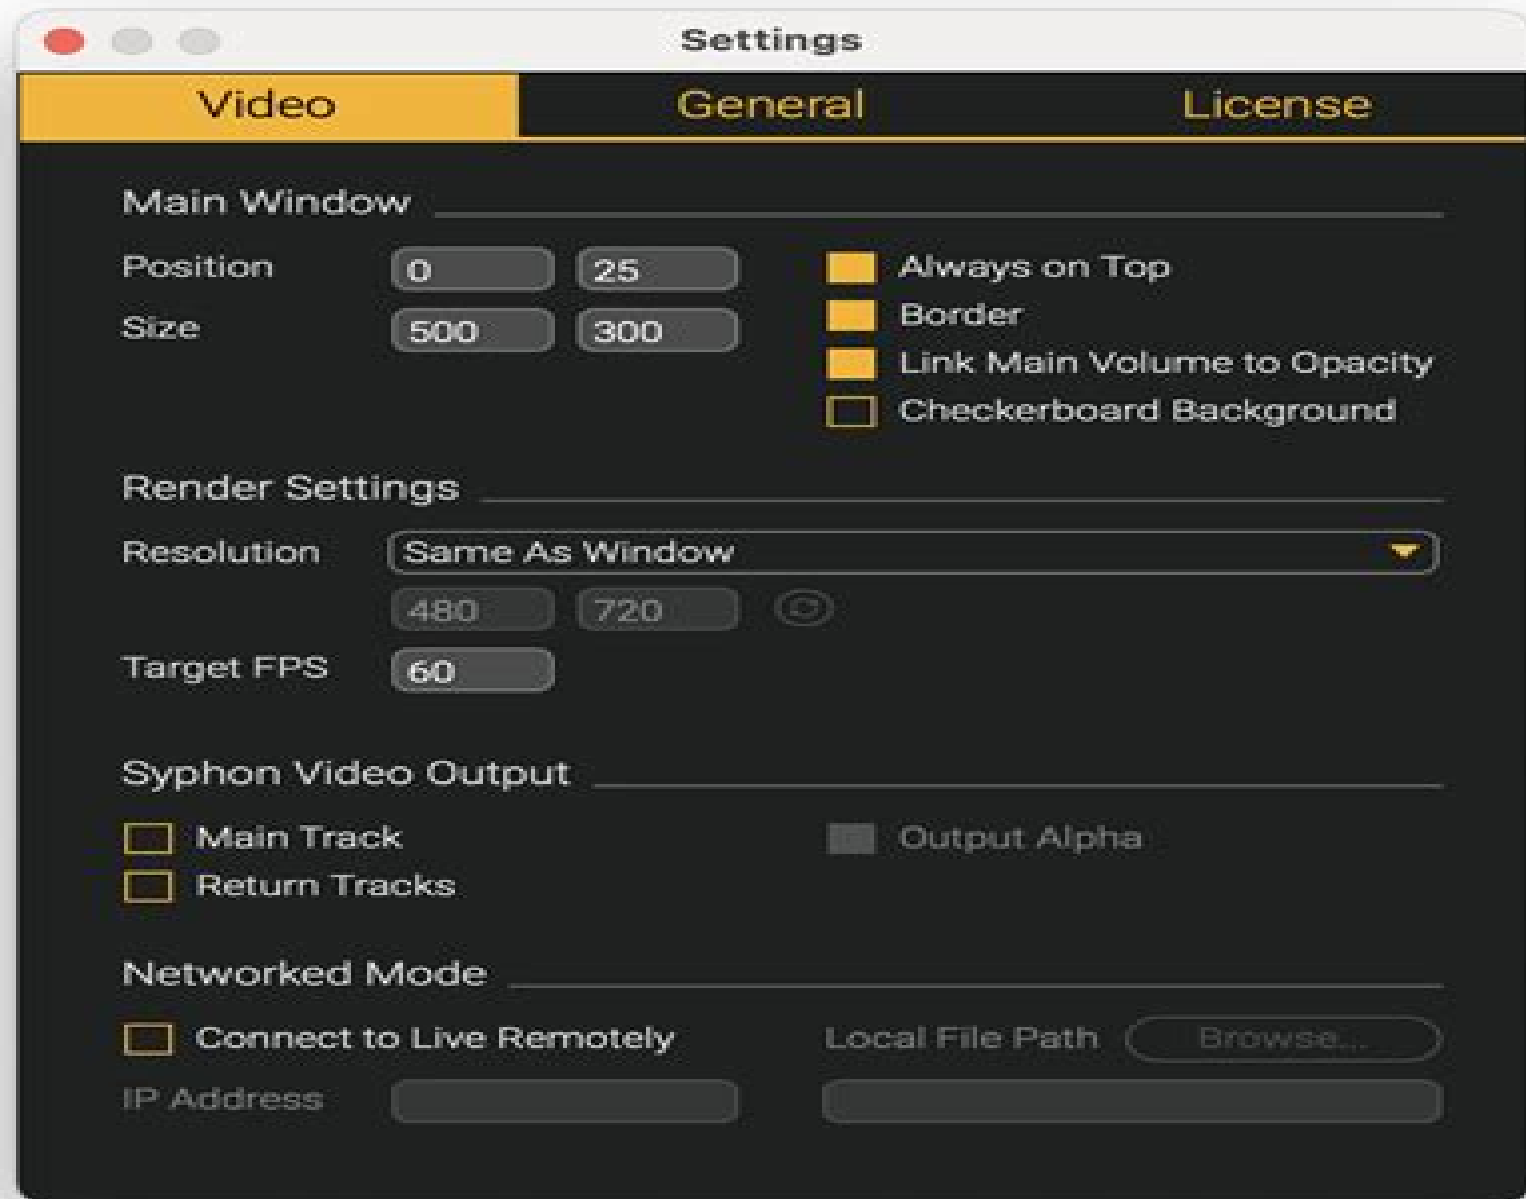 Settings
Video General License
Main Window
Position 0 25 Always on Top
Border
Size 500 300
Link Main Volume to Opacity
Checkerboard Background
Render Settings
Resolution Same As Window
480 720
Target FPS 60
Syphon Video Output
Main Track Output Alpha
Return Tracks
Networked Mode
Connect to Live Remotely Local File Path Browse...
IP Address